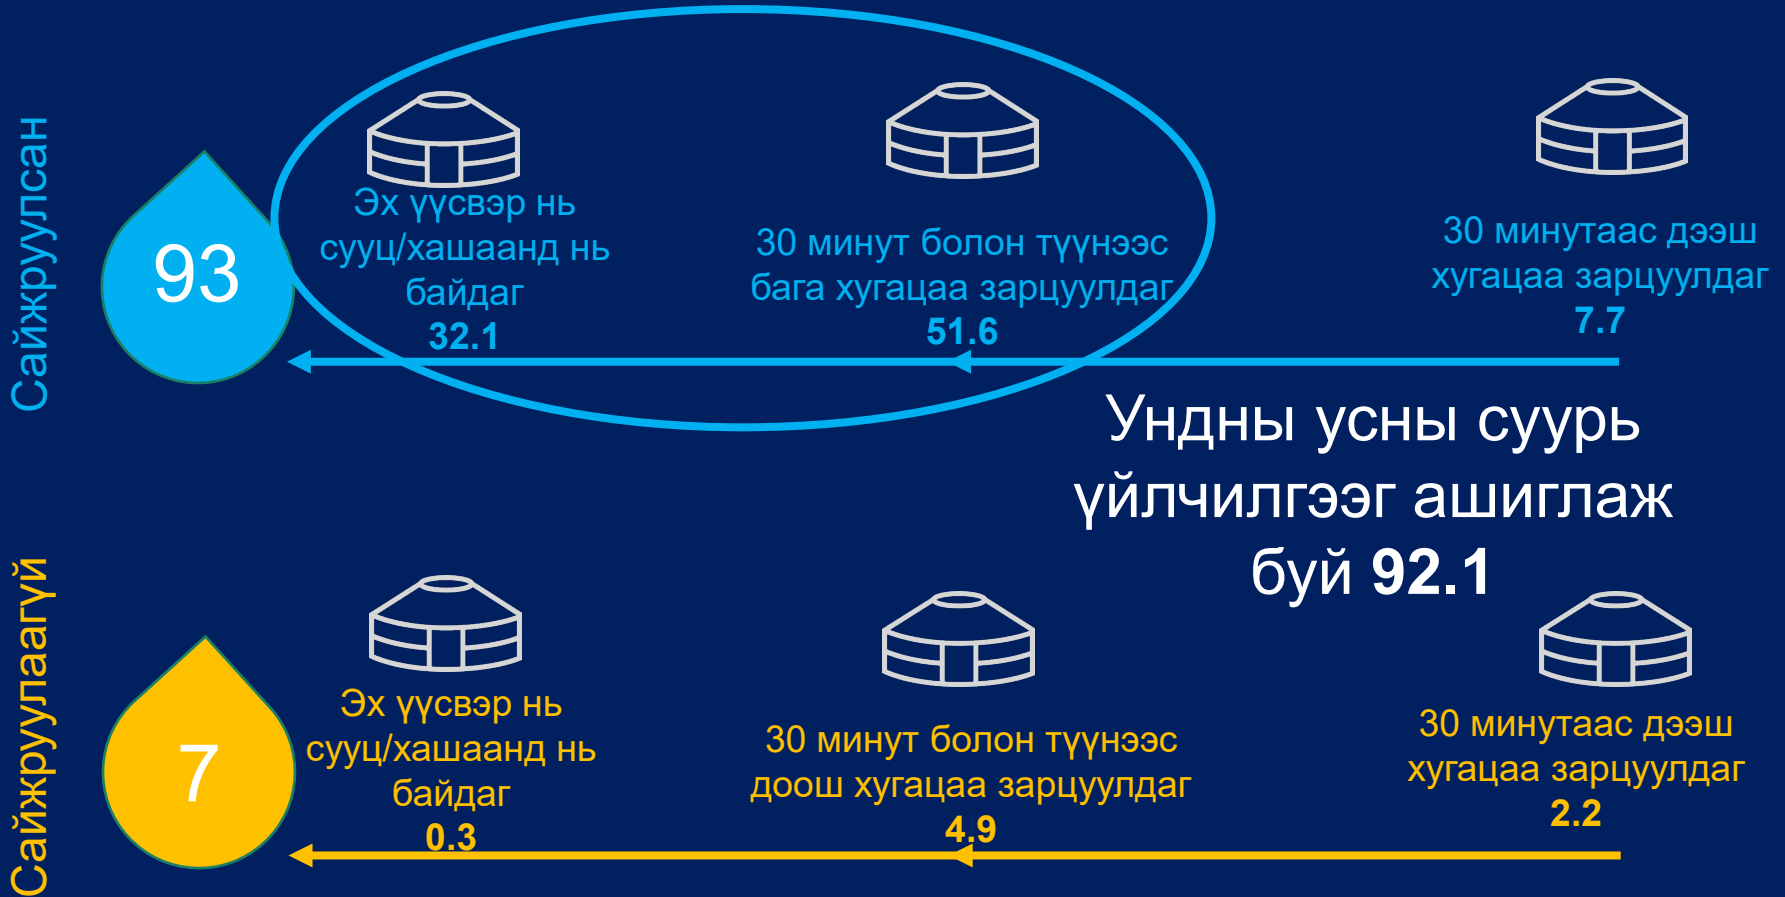 Сайжруулсан
93
Эх үүсвэр нь
сууц/хашаанд нь
байдаг
32.1
30 минут болон түүнээс
бага хугацаа зарцуулдаг
51.6
30 минутаас дээш
хугацаа зарцуулдаг
7.7
Ундны усны суурь
үйлчилгээг ашиглаж
буй 92.1
Сайжруулаагүй
7
Эх үүсвэр нь
сууц/хашаанд нь
байдаг
0.3
30 минут болон түүнээс
доош хугацаа зарцуулдаг
4.9
30 минутаас дээш
хугацаа зарцуулдаг
2.2